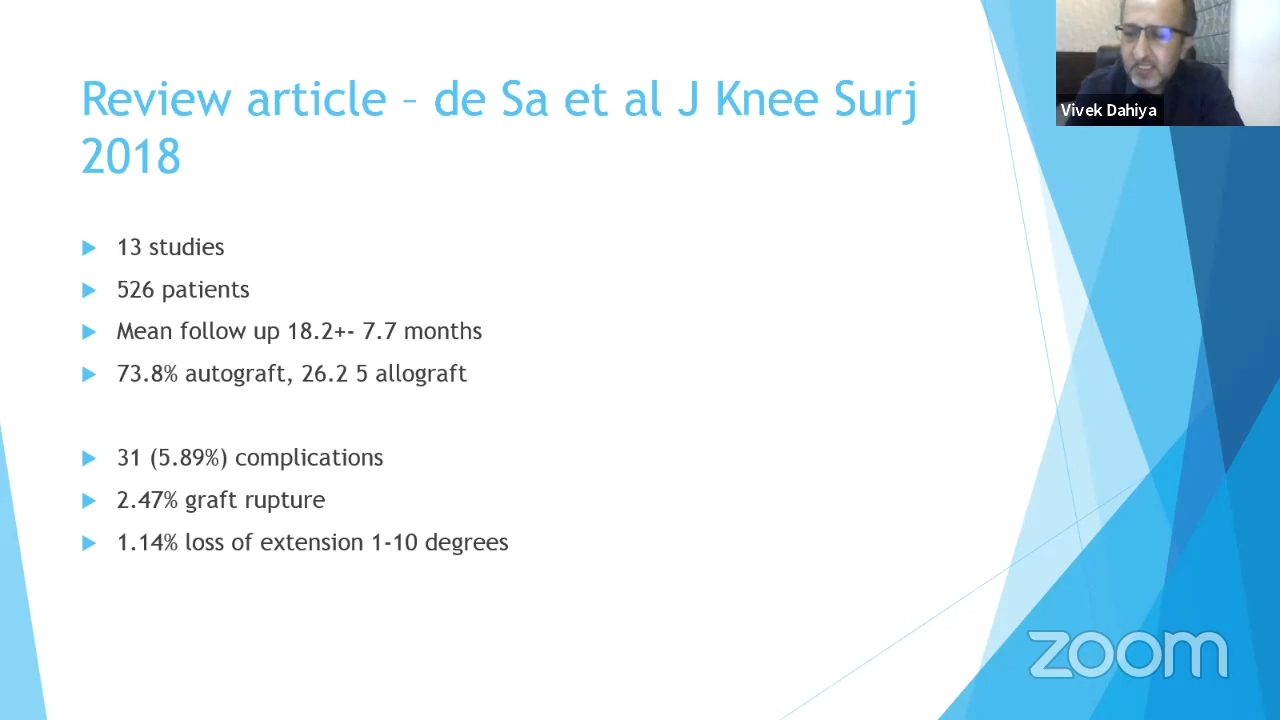 Review article – de Sa et al J Knee Surj
2018
13 studies
526 patients
Mean follow up 18.2+- 7.7 months
73.8% autograft, 26.2 5 allograft
31 (5.89%) complications
2.47% graft rupture
1.14% loss of extension 1-10 degrees
Vivek Dahiya
zoom